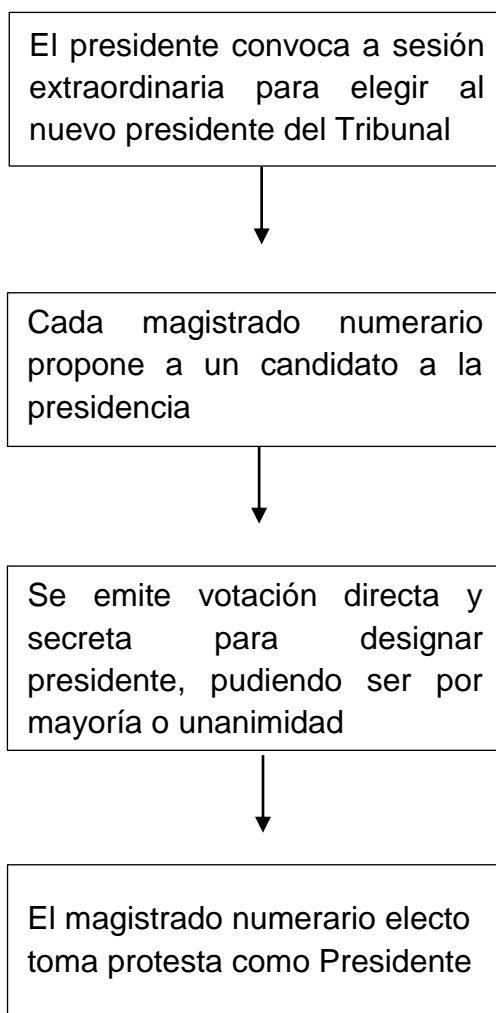 El presidente convoca a sesión
extraordinaria para elegir al
nuevo presidente del Tribunal
Cada magistrado numerario
propone a un candidato a la
presidencia
Se emite votación directa y
secreta para designar
presidente, pudiendo ser por
mayoría o unanimidad
El magistrado numerario electo
toma protesta como Presidente